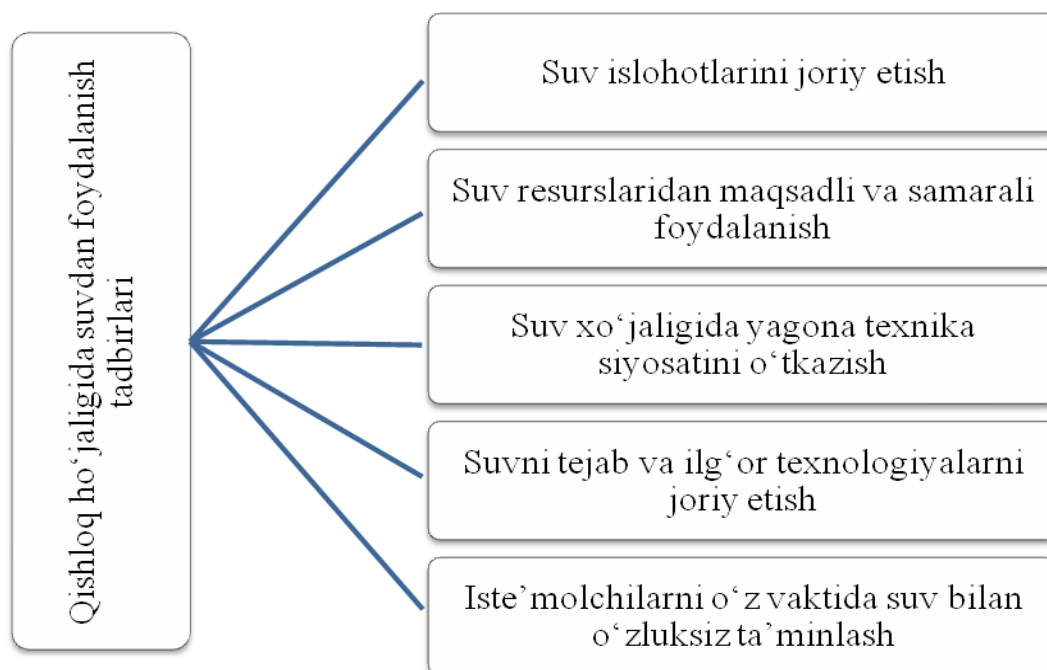 Qishloq ho‘jaligida suvdan foydalanish
tadbirlari
Suv islohotlarini joriy etish
Suv resurslaridan maqsadli va samarali
foydalanish
Suv xo‘jaligida yagona texnika
siyosatini o‘tkazish
Suvni tejab va ilg‘or texnologiyalarni
joriy etish
Iste’molchilarni o‘z vaktida suv bilan
o‘zluksiz ta’minlash